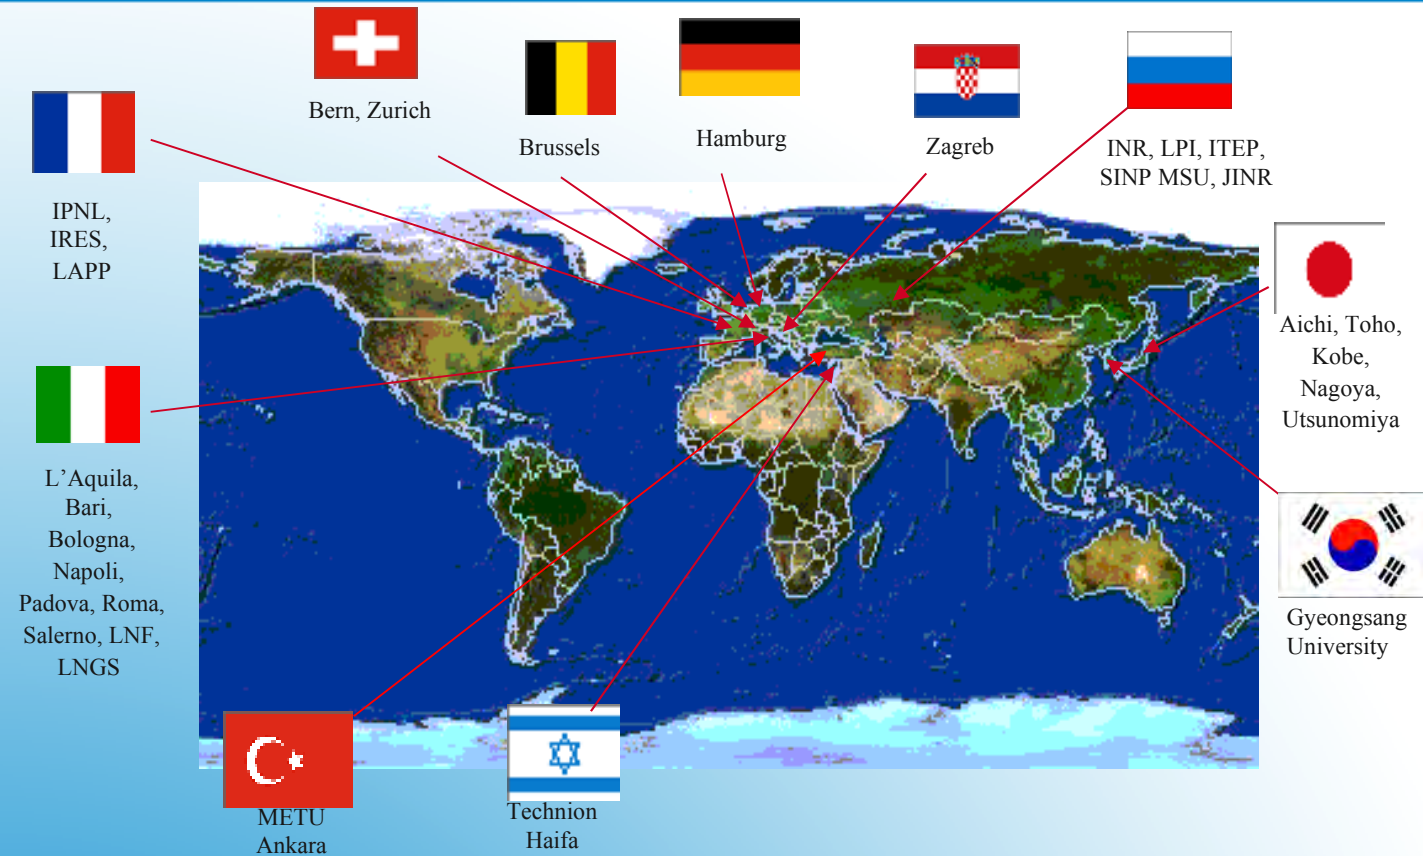 Bern, Zurich
Brussels
Hamburg
Zagreb
INR, LPI, ITEP,
SINP MSU, JINR
IPNL,
IRES,
LAPP
Aichi, Toho,
Kobe,
Nagoya,
Utsunomiya
L’Aquila,
Bari,
Bologna,
Napoli,
Padova, Roma,
Salerno, LNF,
LNGS
Gyeongsang
University
METU
Ankara
Technion
Haifa